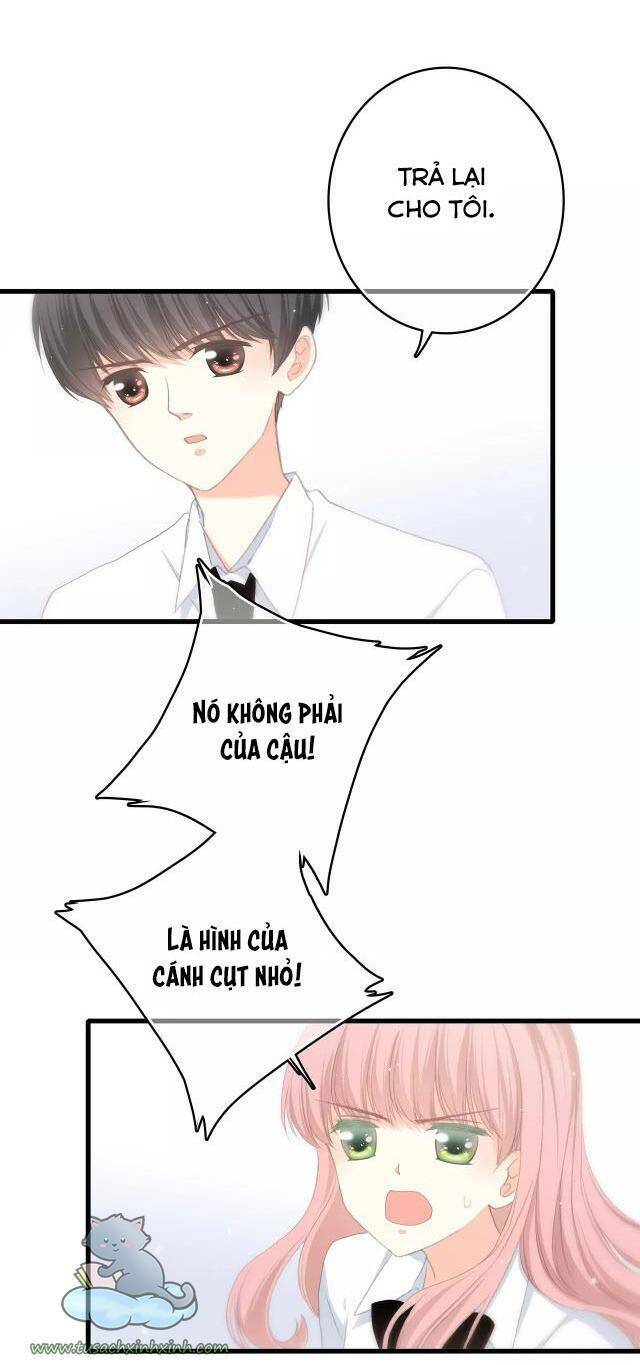 TRẢ LẠI
CHO TÔI.
NÓ KHÔNG PHẢI
CỦA CẬU!
LÀ HÌNH CỦA
CÁNH CỤT NHỎ!
www.tusachxinhxinh.com